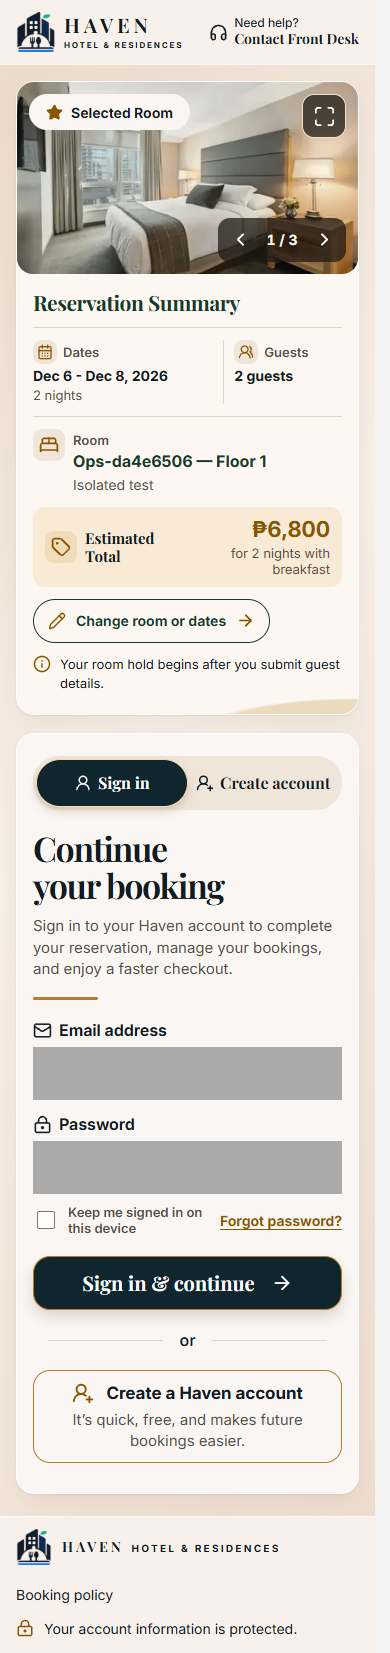 HAVEN
HOTEL & RESIDENCES
Need help?
Contact Front Desk
Selected Room
1 / 3
Reservation Summary
Dates
Dec 6 - Dec 8, 2026
2 nights
Guests
2 guests
Room
Ops-da4e6506 — Floor 1
Isolated test
Estimated
Total
₱6,800
for 2 nights with
breakfast
Change room or dates
Your room hold begins after you submit guest
details.
Sign in
Create account
Continue
your booking
Sign in to your Haven account to complete
your reservation, manage your bookings,
and enjoy a faster checkout.
Email address
Password
Keep me signed in on
this device
Forgot password?
Sign in & continue
or
Create a Haven account
It's quick, free, and makes future
bookings easier.
HAVEN HOTEL & RESIDENCES
Booking policy
Your account information is protected.